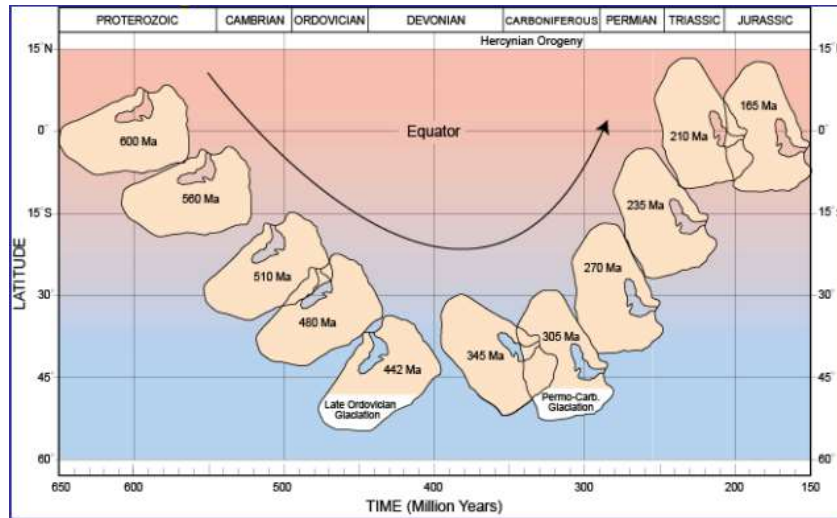 PROTEROZOIC CAMBRIAN ORDOVICIAN DEVONIAN CARBONIFEROUS PERMIAN TRIASSIC JURASSIC
Hercynian Orogeny
15°N 15°N
165 Ma
Equator
0° 0°
600 Ma 210 Ma
560 Ma 235 Ma
15°S 15°S
LATITUDE
510 Ma 270 Ma
30° 30°
480 Ma 305 Ma
442 Ma 345 Ma
45° 45°
Late Ordovician
Glaciation
Permo-Carb.
Glaciation
60° 60°
650 600 500 400 300 200 150
TIME (Million Years)